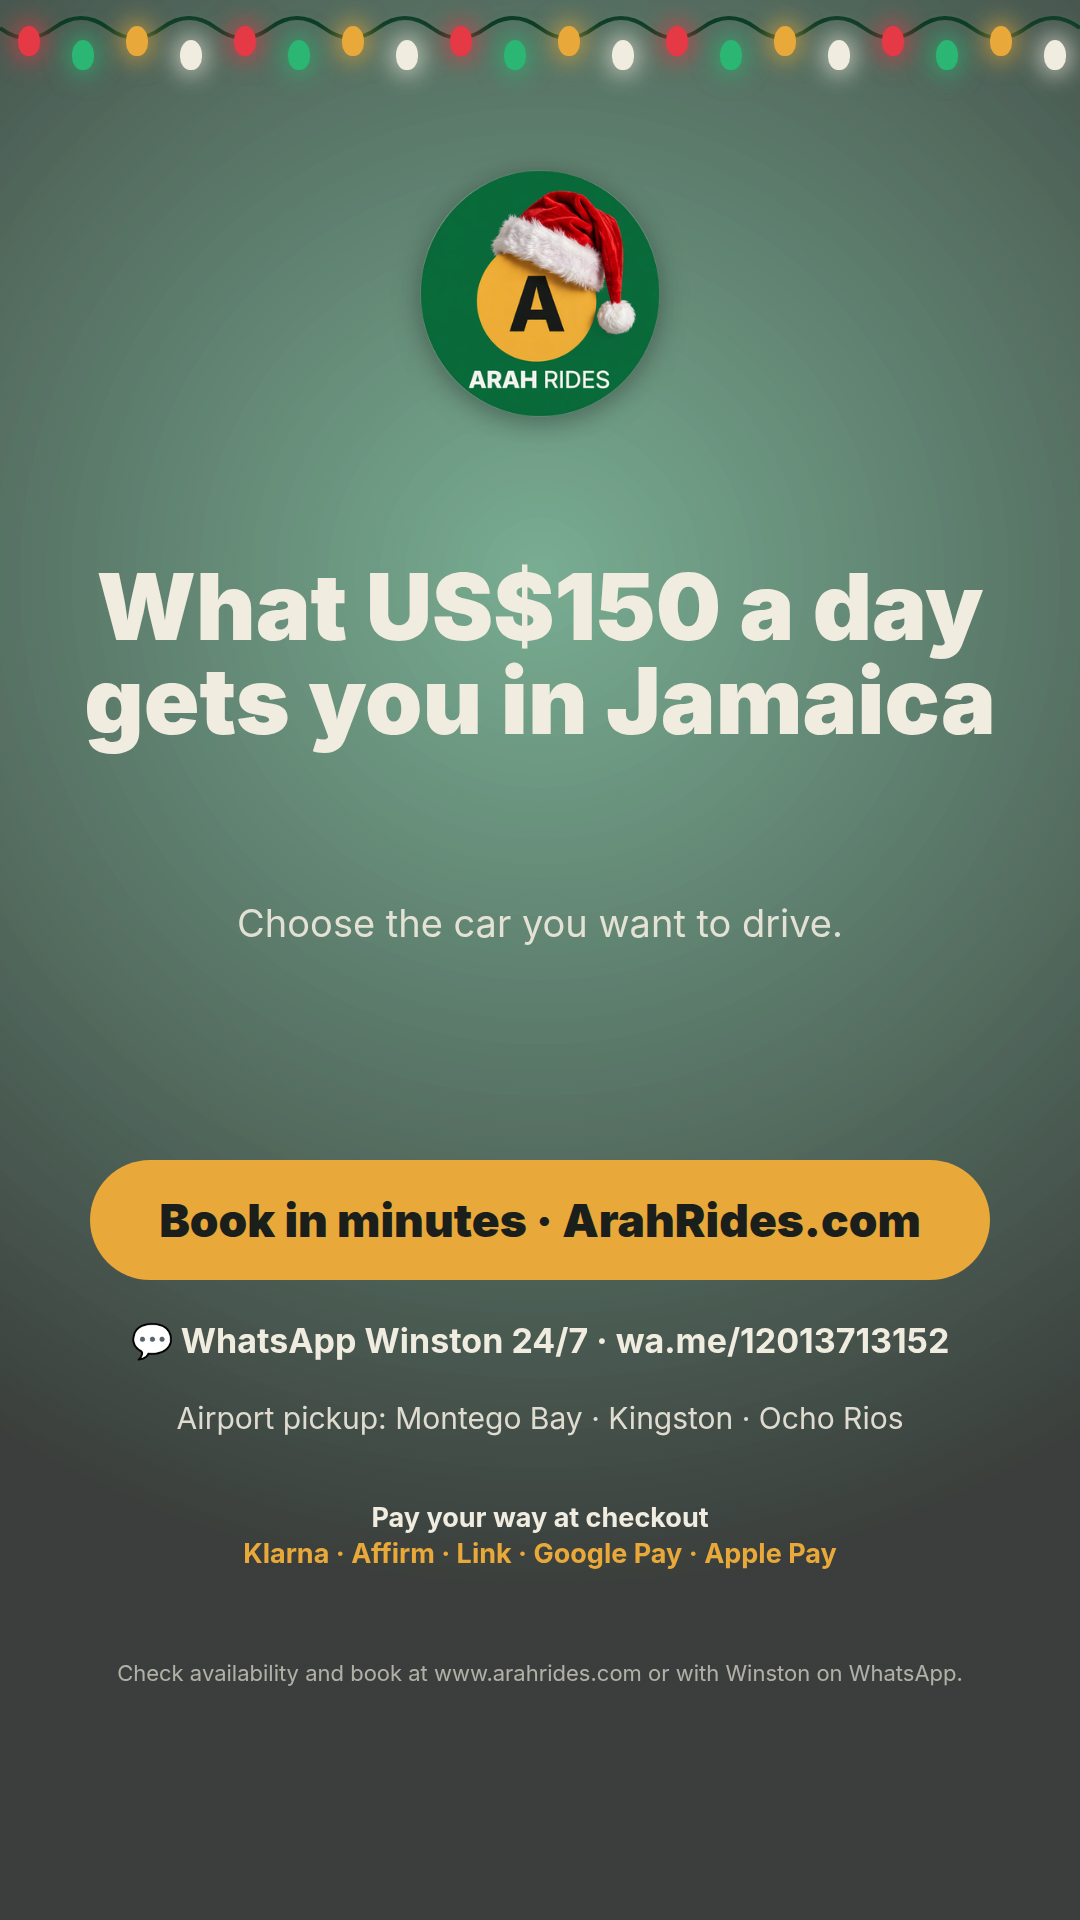 A
ARAH RIDES
What US$150 a day
gets you in Jamaica
Choose the car you want to drive.
Book in minutes · ArahRides.com
💬 WhatsApp Winston 24/7 · wa.me/12013713152
Airport pickup: Montego Bay · Kingston · Ocho Rios
Pay your way at checkout
Klarna · Affirm · Link · Google Pay · Apple Pay
Check availability and book at www.arahrides.com or with Winston on WhatsApp.